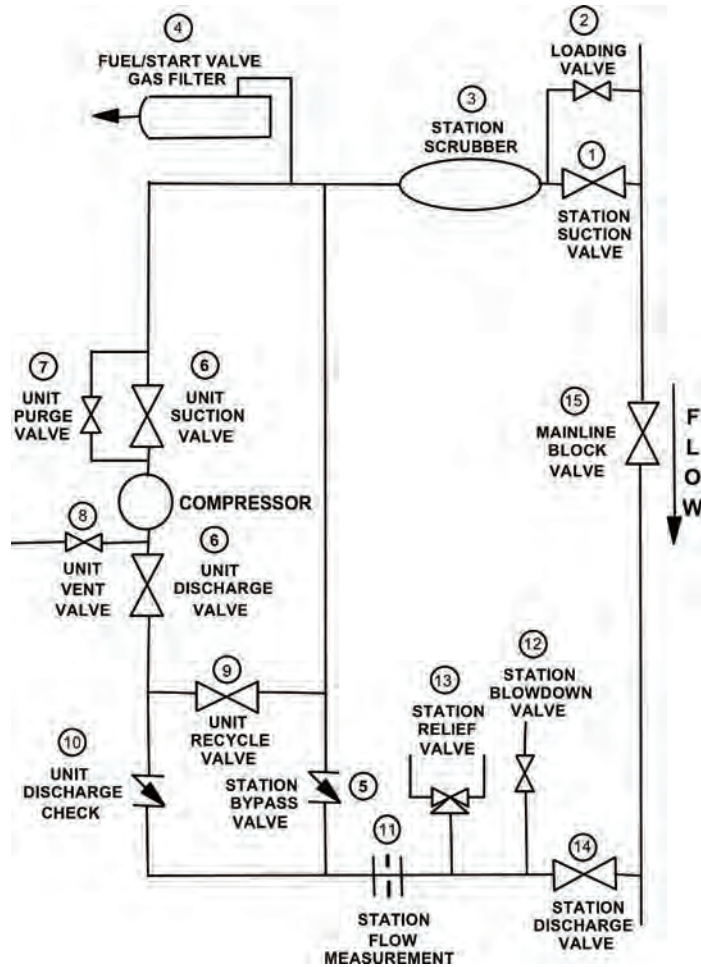 4
FUEL/START VALVE
GAS FILTER
2
LOADING
VALVE
3
STATION
SCRUBBER
1
STATION
SUCTION
VALVE
7
UNIT
PURGE
VALVE
6
UNIT
SUCTION
VALVE
15
MAINLINE
BLOCK
VALVE
F
L
O
W
COMPRESSOR
8
UNIT
VENT
VALVE
6
UNIT
DISCHARGE
VALVE
9
UNIT
RECYCLE
VALVE
10
UNIT
DISCHARGE
CHECK
STATION
BYPASS
VALVE
5
13
STATION
RELIEF
VALVE
12
STATION
BLOWDOWN
VALVE
11
STATION
FLOW
MEASUREMENT
14
STATION
DISCHARGE
VALVE